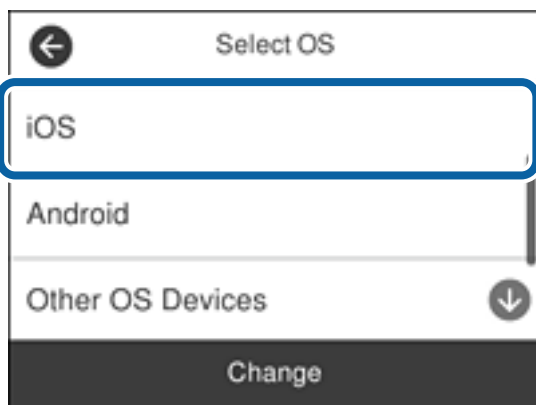 Select OS
iOS
Android
Other OS Devices
Change